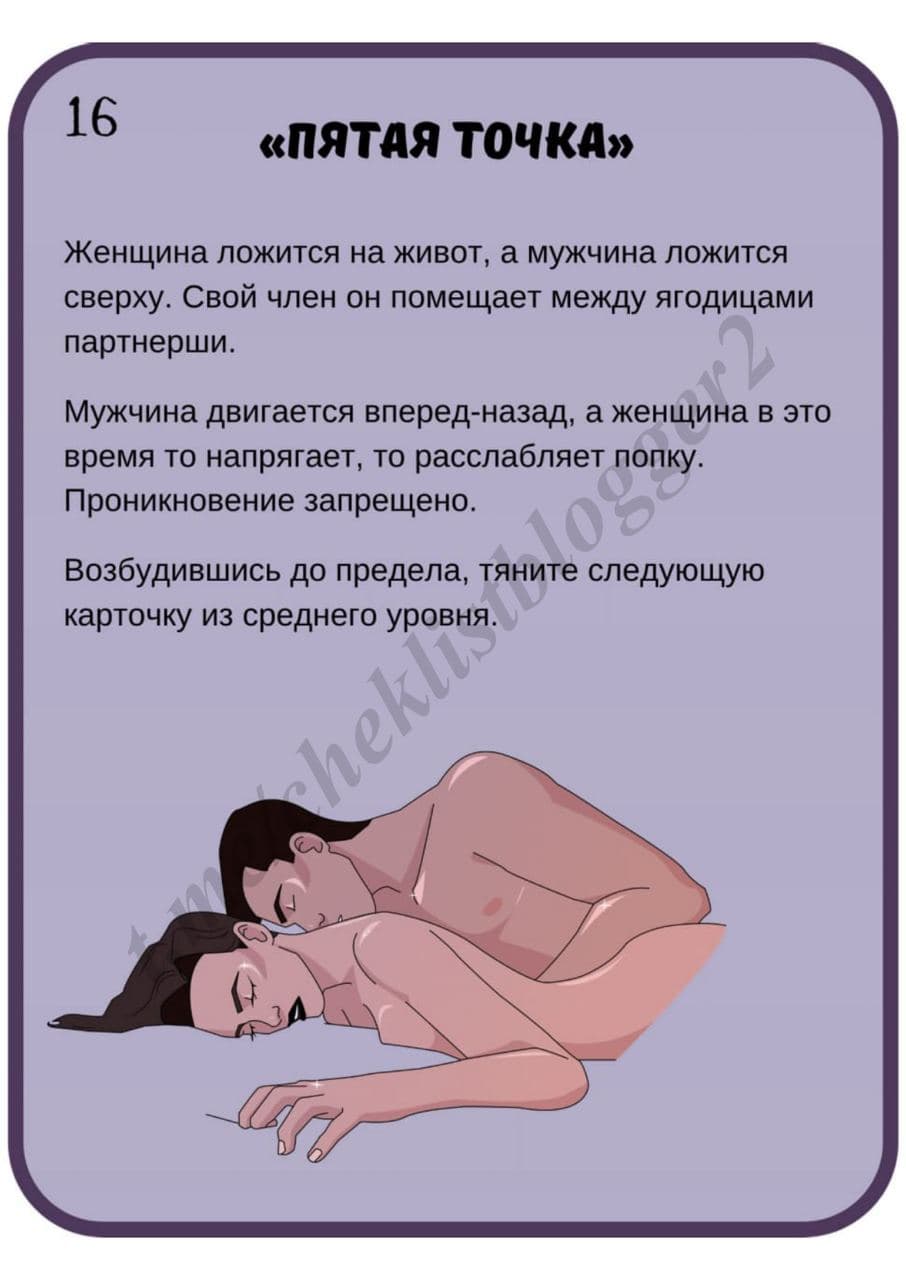 16
«ПЯТАЯ ТОЧКА»
Женщина ложится на живот, а мужчина ложится
сверху. Свой член он помещает между ягодицами
партнерши.
Мужчина двигается вперед-назад, а женщина в это
время то напрягает, то расслабляет попку.
Проникновение запрещено.
Возбудившись до предела, тяните следующую
карточку из среднего уровня.
t.me/cheklistblogger2